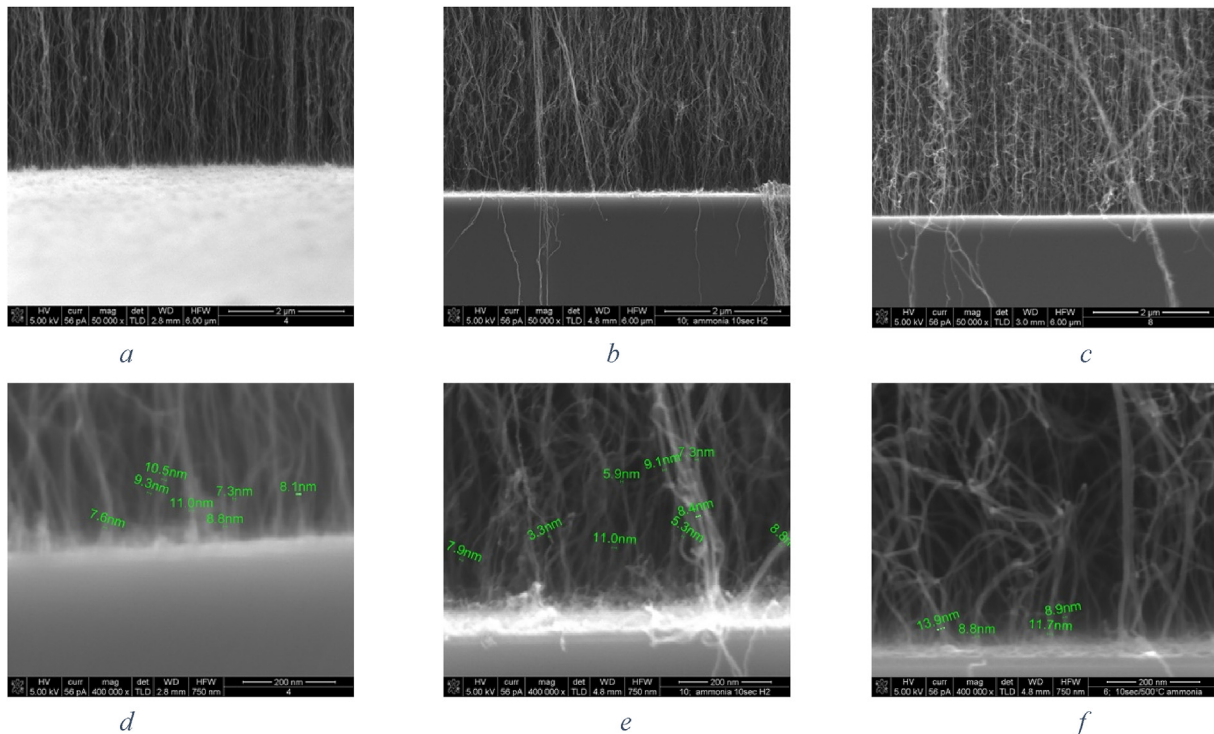 HV curr mag det WD HFW 2 µm
5.00 kV 56 pA 50 000 x TLD 2.8 mm 6.00 µm 4
HV curr mag det WD HFW 2 µm
5.00 kV 56 pA 50 000 x TLD 4.8 mm 6.00 µm 10; ammonia 10sec H2
HV curr mag det WD HFW 2 µm
5.00 kV 56 pA 50 000 x TLD 3.0 mm 6.00 µm 8
a
b
c
10.5nm
9.3nm
7.3nm
8.1nm
11.0nm
7.6nm
8.8nm
HV curr mag det WD HFW 200 nm
5.00 kV 56 pA 400 000 x TLD 2.8 mm 750 nm 4
9.1nm
7.3nm
5.9nm
8.4nm
5.3nm
3.3nm
11.0nm
7.9nm
HV curr mag det WD HFW 200 nm
5.00 kV 56 pA 400 000 x TLD 4.8 mm 750 nm 10; ammonia 10sec H2
8.9nm
13.9nm
8.8nm
11.7nm
HV curr mag det WD HFW 200 nm
5.00 kV 56 pA 400 000 x TLD 4.8 mm 750 nm 6; 10sec/500°C ammonia
d
e
f